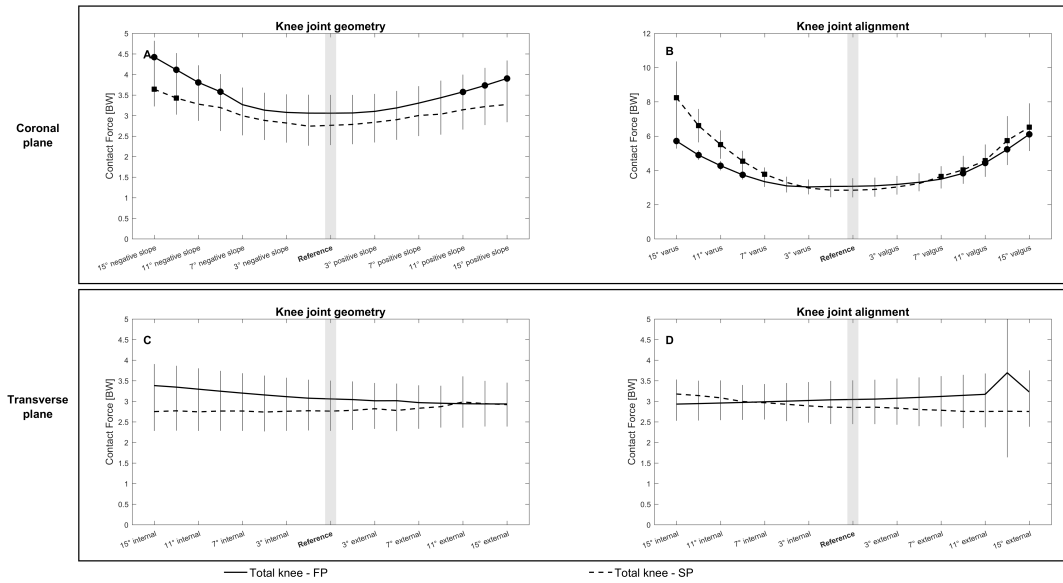 Knee joint geometry
Knee joint alignment
Coronal
plane
A
Contact Force [BW]
5
4.5
4
3.5
3
2.5
2
1.5
1
0.5
0
15° negative slope
11° negative slope
7° negative slope
3° negative slope
Reference
3° positive slope
7° positive slope
11° positive slope
15° positive slope
B
Contact Force [BW]
12
10
8
6
4
2
0
15° varus
11° varus
7° varus
3° varus
Reference
3° valgus
7° valgus
11° valgus
15° valgus
Knee joint geometry
Knee joint alignment
Transverse
plane
C
Contact Force [BW]
5
4.5
4
3.5
3
2.5
2
1.5
1
0.5
0
15° internal
11° internal
7° internal
3° internal
Reference
3° external
7° external
11° external
15° external
D
Contact Force [BW]
5
4.5
4
3.5
3
2.5
2
1.5
1
0.5
0
15° internal
11° internal
7° internal
3° internal
Reference
3° external
7° external
11° external
15° external
Total knee - FP
Total knee - SP